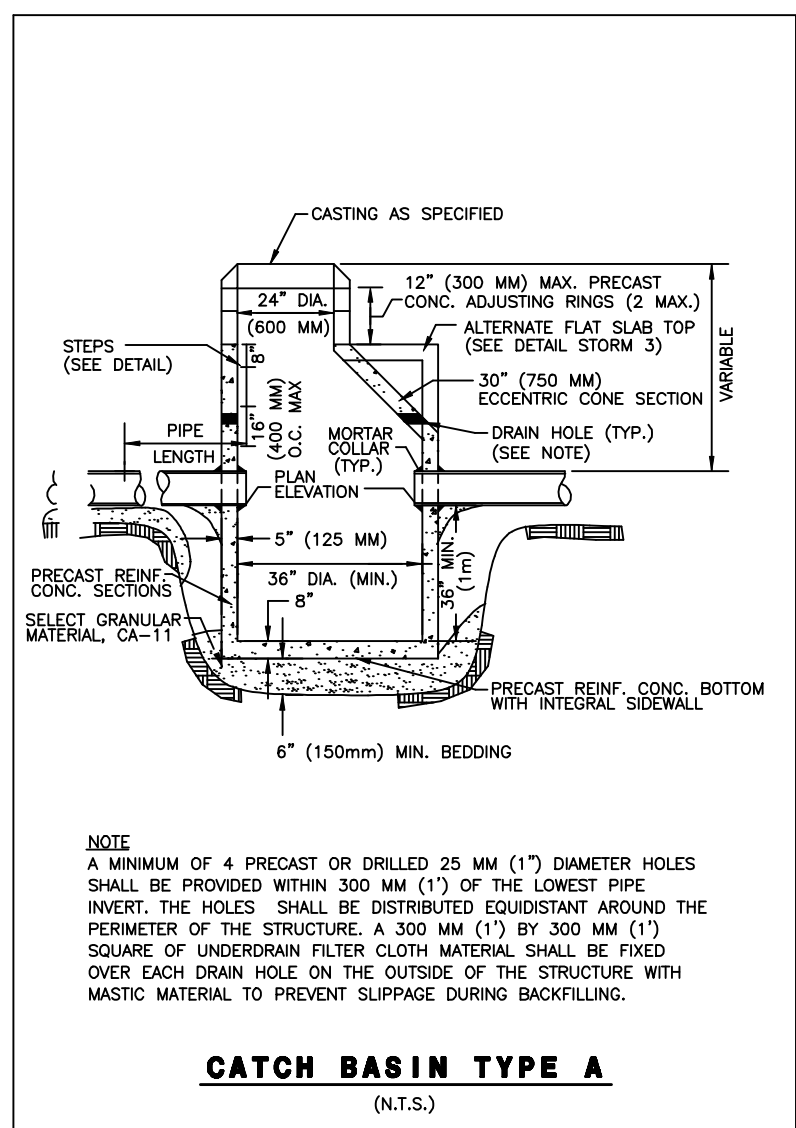 CASTING AS SPECIFIED
12" (300 MM) MAX. PRECAST
CONC. ADJUSTING RINGS (2 MAX.)
24" DIA.
(600 MM)
ALTERNATE FLAT SLAB TOP
(SEE DETAIL STORM 3)
VARIABLE
STEPS
(SEE DETAIL)
8"
30" (750 MM)
ECCENTRIC CONE SECTION
16"
(400 MM)
O.C. MAX
PIPE
LENGTH
MORTAR
COLLAR
(TYP.)
DRAIN HOLE (TYP.)
(SEE NOTE)
PLAN
ELEVATION
5" (125 MM)
36" DIA. (MIN.)
36" MIN.
(1m)
PRECAST REINF.
CONC. SECTIONS
8"
SELECT GRANULAR
MATERIAL, CA-11
PRECAST REINF. CONC. BOTTOM
WITH INTEGRAL SIDEWALL
6" (150mm) MIN. BEDDING
NOTE
A MINIMUM OF 4 PRECAST OR DRILLED 25 MM (1") DIAMETER HOLES
SHALL BE PROVIDED WITHIN 300 MM (1') OF THE LOWEST PIPE
INVERT. THE HOLES SHALL BE DISTRIBUTED EQUIDISTANT AROUND THE
PERIMETER OF THE STRUCTURE. A 300 MM (1') BY 300 MM (1')
SQUARE OF UNDERDRAIN FILTER CLOTH MATERIAL SHALL BE FIXED
OVER EACH DRAIN HOLE ON THE OUTSIDE OF THE STRUCTURE WITH
MASTIC MATERIAL TO PREVENT SLIPPAGE DURING BACKFILLING.
CATCH BASIN TYPE A
(N.T.S.)